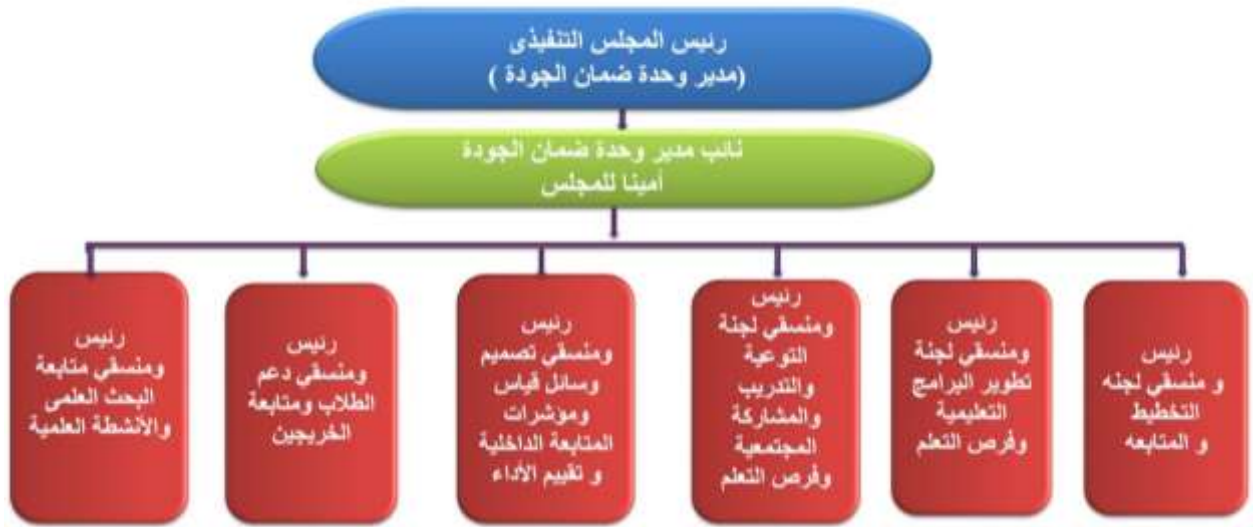 رئيس المجلس التنفيذى
(مدير وحدة ضمان الجودة )
نائب مدير وحدة ضمان الجودة
أمينا للمجلس
رئيس
و منسقي لجنه
التخطيط
و المتابعه
رئيس
ومنسقي لجنة
تطوير البرامج
التعليمية
وفرص التعلم
رئيس
ومنسقي لجنة
التوعية
والتدريب
والمشاركة
المجتمعية
وفرص التعلم
رئيس
ومنسقي تصميم
وسائل قياس
ومؤشرات
المتابعة الداخلية
و تقييم الأداء
رئيس
ومنسقي دعم
الطلاب ومتابعة
الخريجين
رئيس
ومنسقي متابعة
البحث العلمى
والأنشطة العلمية